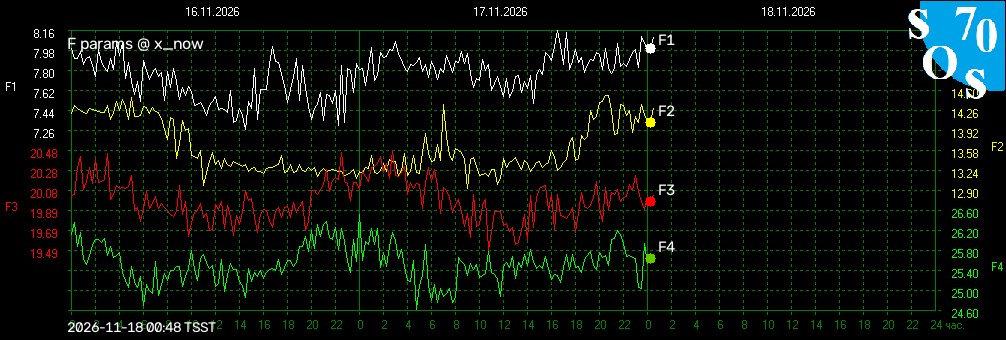 16.11.2026 17.11.2026 18.11.2026
F params @ x_now
F1
8.16
7.98
7.80
7.62
7.44
7.26
F1
F2
14.26
13.92
13.58
13.24
12.90
F2
F3
20.48
20.28
20.08
19.89
19.69
19.49
F3
F4
26.60
26.20
25.80
25.40
25.00
24.60
F4
2026-11-18 00:48 TSST
12 14 16 18 20 22 0 2 4 6 8 10 12 14 16 18 20 22 0 2 4 6 8 10 12 14 16 18 20 22 24 час.
SOS70